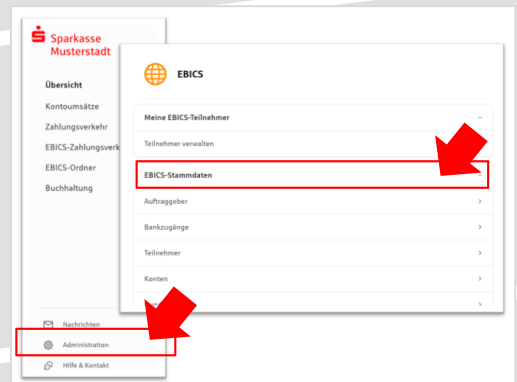 Sparkasse
Musterstadt
Übersicht
Kontoumsätze
Zahlungsverkehr
EBICS-Zahlungsverk
EBICS-Ordner
Buchhaltung
Nachrichten
Administration
Hilfe & Kontakt
EBICS
Meine EBICS-Teilnehmer
Teilnehmer verwalten
EBICS-Stammdaten
Auftraggeber
Bankzugänge
Teilnehmer
Konten